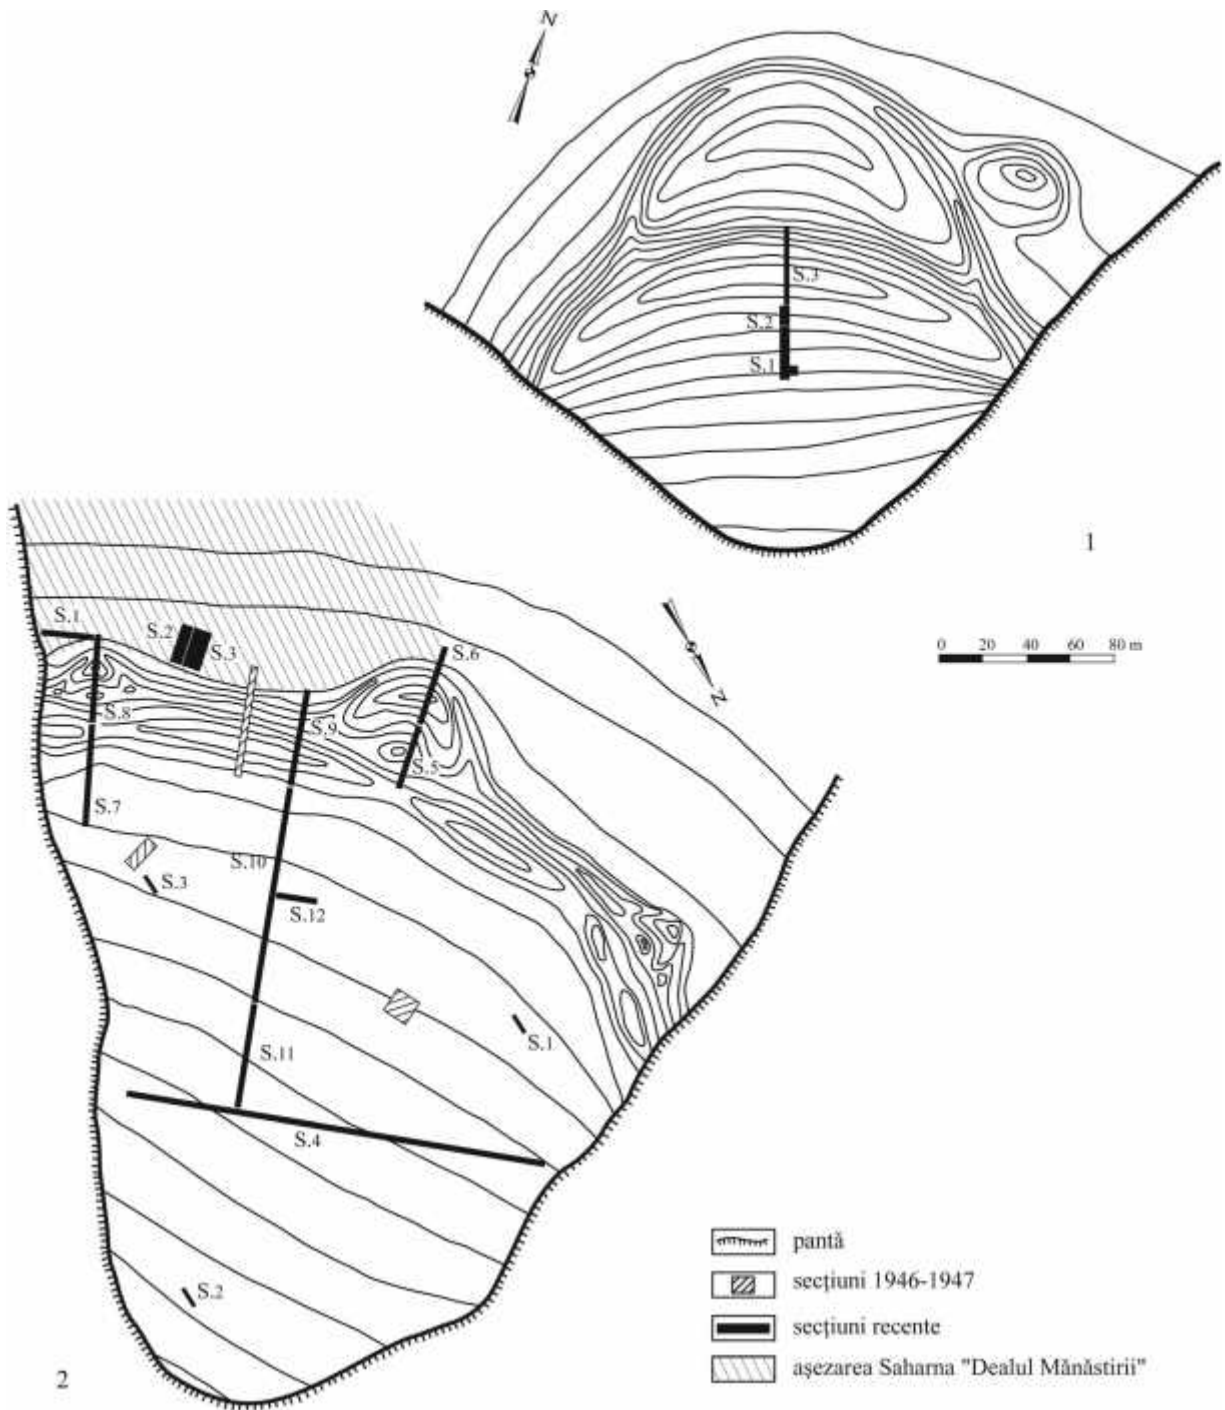 N
S.3
S.2
S.1
1
S.1
S.2
S.3
S.6
S.8
S.9
S.5
S.7
S.10
S.3
S.12
S.1
S.11
S.4
S.2
2
N
0 20 40 60 80 m
pantă
secțiuni 1946-1947
secțiuni recente
așezarea Saharna "Dealul Mănăstirii"